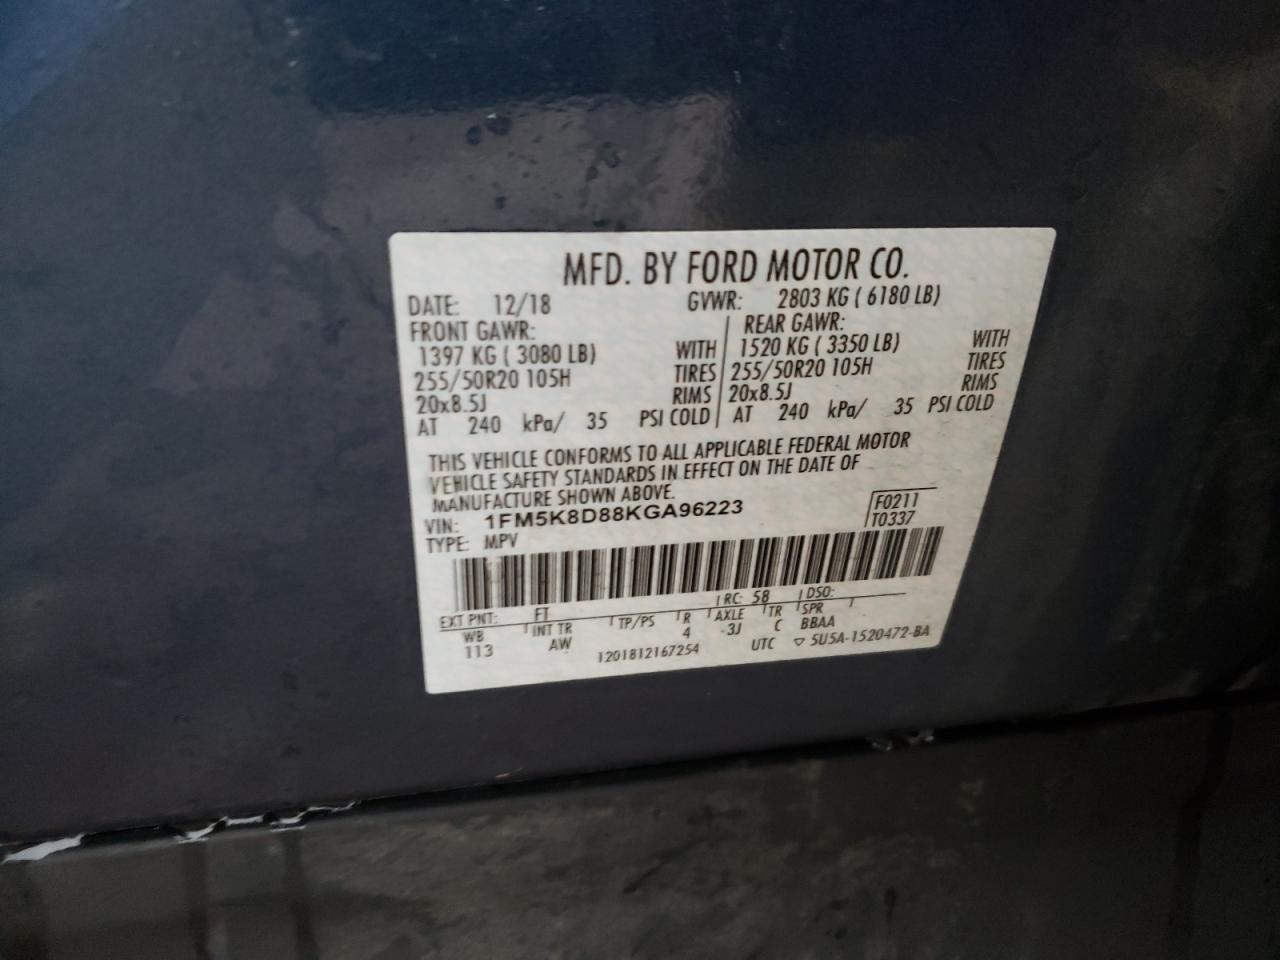 MFD. BY FORD MOTOR CO.
DATE: 12/18 GVWR: 2803 KG ( 6180 LB)
FRONT GAWR: REAR GAWR:
1397 KG ( 3080 LB) WITH 1520 KG ( 3350 LB) WITH
255/50R20 105H TIRES 255/50R20 105H TIRES
20x8.5J RIMS 20x8.5J RIMS
AT 240 kPa/ 35 PSI COLD AT 240 kPa/ 35 PSI COLD
THIS VEHICLE CONFORMS TO ALL APPLICABLE FEDERAL MOTOR
VEHICLE SAFETY STANDARDS IN EFFECT ON THE DATE OF
MANUFACTURE SHOWN ABOVE.
VIN: 1FM5K8D88KGA96223 F0211
TYPE: MPV T0337
EXT PNT: FT RC: 58 DSO:
WB INT TR TP/PS R AXLE TR SPR
113 AW 4 -3J C BBAA
1201812167254 UTC ▽ 5U5A-1520472-BA